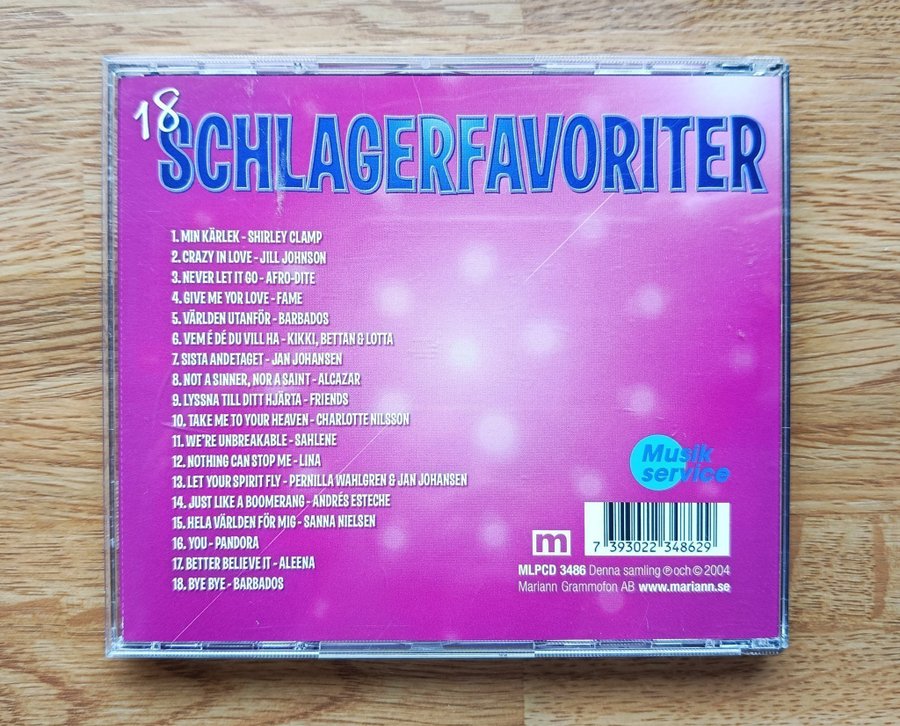 18
SCHLAGERFAVORITER
1. MIN KÄRLEK - SHIRLEY CLAMP
2. CRAZY IN LOVE - JILL JOHNSON
3. NEVER LET IT GO - AFRO-DITE
4. GIVE ME YOR LOVE - FAME
5. VÄRLDEN UTANFÖR - BARBADOS
6. VEM É DÉ DU VILL HA - KIKKI, BETTAN & LOTTA
7. SISTA ANDETAGET - JAN JOHANSEN
8. NOT A SINNER, NOR A SAINT - ALCAZAR
9. LYSSNA TILL DITT HJÄRTA - FRIENDS
10. TAKE ME TO YOUR HEAVEN - CHARLOTTE NILSSON
11. WE'RE UNBREAKABLE - SAHLENE
12. NOTHING CAN STOP ME - LINA
13. LET YOUR SPIRIT FLY - PERNILLA WAHLGREN & JAN JOHANSEN
14. JUST LIKE A BOOMERANG - ANDRÉS ESTECHE
15. HELA VÄRLDEN FÖR MIG - SANNA NIELSEN
16. YOU - PANDORA
17. BETTER BELIEVE IT - ALEENA
18. BYE BYE - BARBADOS
Musik
service
m
7 393022 348629
MLPCD 3486 Denna samling ℗ och © 2004
Mariann Grammofon AB www.mariann.se